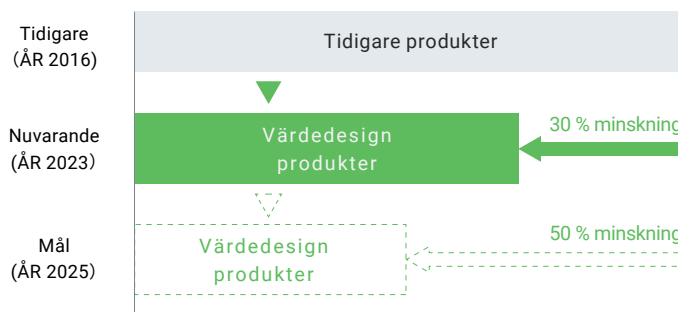 Tidigare
(ÅR 2016)
Tidigare produkter
Nuvarande
(ÅR 2023)
Värdedesign
produkter
30 % minskning
Mål
(ÅR 2025)
Värdedesign
produkter
50 % minskning